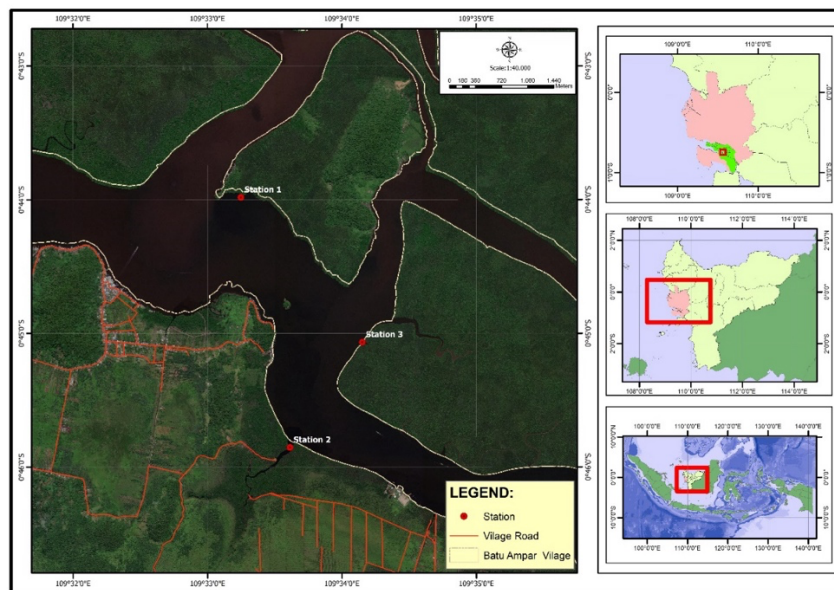 109°32'0"E 109°33'0"E 109°34'0"E 109°35'0"E
0°43'0"S 0°43'0"S
Scale:1:40.000
0 180 360 720 1.080 1.440
Meters
Station 1
0°44'0"S 0°44'0"S
0°45'0"S 0°45'0"S
Station 3
Station 2
0°46'0"S 0°46'0"S
LEGEND:
Station
Vilage Road
Batu Ampar Vilage
109°32'0"E 109°33'0"E 109°34'0"E 109°35'0"E
109°0'0"E 110°0'0"E
0°0'0" 0°0'0"
1°0'0"S 1°0'0"S
109°0'0"E 110°0'0"E
108°0'0"E 110°0'0"E 112°0'0"E 114°0'0"E
2°0'0"N 2°0'0"N
0°0'0" 0°0'0"
2°0'0"S 2°0'0"S
108°0'0"E 110°0'0"E 112°0'0"E 114°0'0"E
100°0'0"E 110°0'0"E 120°0'0"E 130°0'0"E 140°0'0"E
0°0'0" 0°0'0"
10°0'0"S 10°0'0"S
100°0'0"E 110°0'0"E 120°0'0"E 130°0'0"E 140°0'0"E